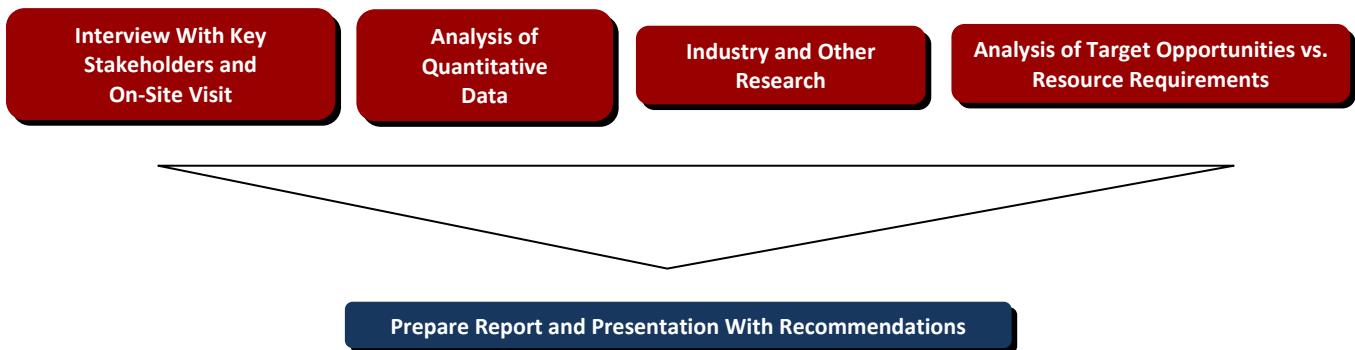 Interview With Key
Stakeholders and
On-Site Visit
Analysis of
Quantitative
Data
Industry and Other
Research
Analysis of Target Opportunities vs.
Resource Requirements
Prepare Report and Presentation With Recommendations